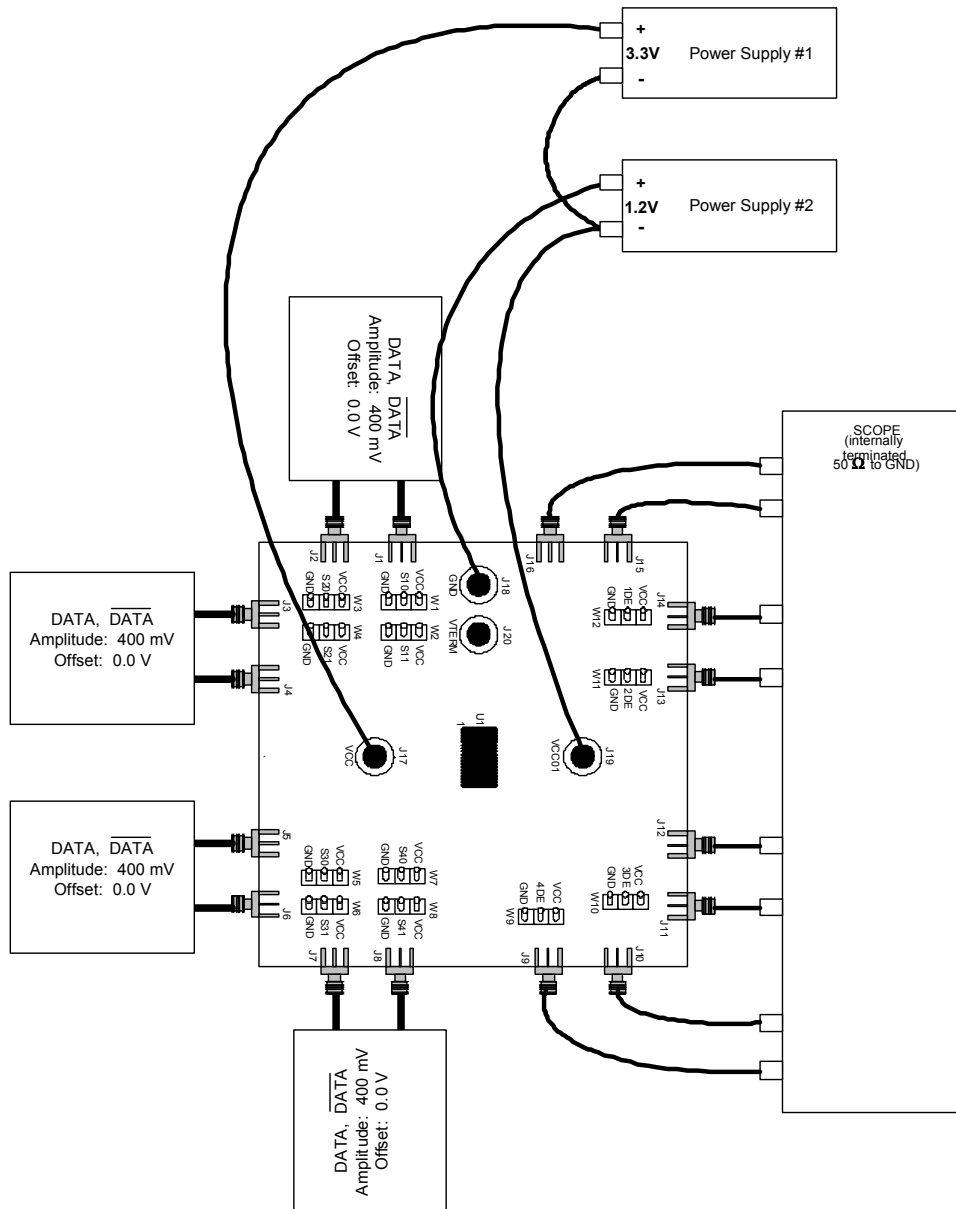 +
3.3V
-
Power Supply #1
+
1.2V
-
Power Supply #2
DATA, DATA
Amplitude: 400 mV
Offset: 0.0 V
SCOPE
(internally
terminated
50 Ω to GND)
J2
J1
J16
J15
GND
S20
VCC
W3
GND
S10
VCC
W1
GND
J18
GND
1DE
VCC
W12
J14
DATA, DATA
Amplitude: 400 mV
Offset: 0.0 V
J3
J4
GND
S21
VCC
W4
GND
S11
VCC
W2
VTERM
J20
W11
GND
2DE
VCC
J13
U1
1
VCC
J17
VCC01
J19
DATA, DATA
Amplitude: 400 mV
Offset: 0.0 V
J5
J6
GND
S30
VCC
W5
GND
S40
VCC
W7
J12
GND
3DE
VCC
W10
GND
S31
VCC
W6
GND
S41
VCC
W8
GND
4DE
VCC
W9
J11
J7
J8
J9
J10
DATA, DATA
Amplitude: 400 mV
Offset: 0.0 V